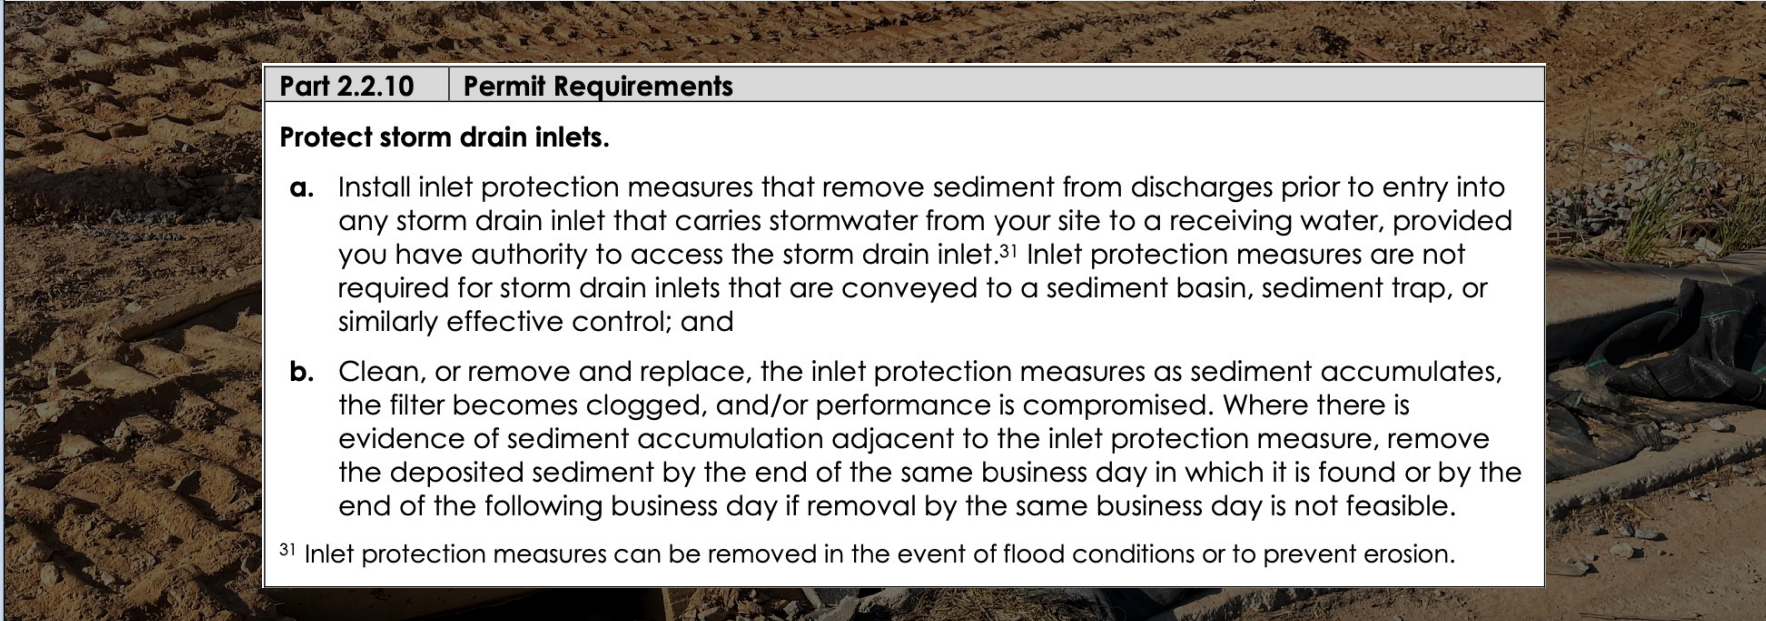 Part 2.2.10 Permit Requirements
Protect storm drain inlets.
a. Install inlet protection measures that remove sediment from discharges prior to entry into
any storm drain inlet that carries stormwater from your site to a receiving water, provided
you have authority to access the storm drain inlet.³¹ Inlet protection measures are not
required for storm drain inlets that are conveyed to a sediment basin, sediment trap, or
similarly effective control; and
b. Clean, or remove and replace, the inlet protection measures as sediment accumulates,
the filter becomes clogged, and/or performance is compromised. Where there is
evidence of sediment accumulation adjacent to the inlet protection measure, remove
the deposited sediment by the end of the same business day in which it is found or by the
end of the following business day if removal by the same business day is not feasible.
³¹ Inlet protection measures can be removed in the event of flood conditions or to prevent erosion.